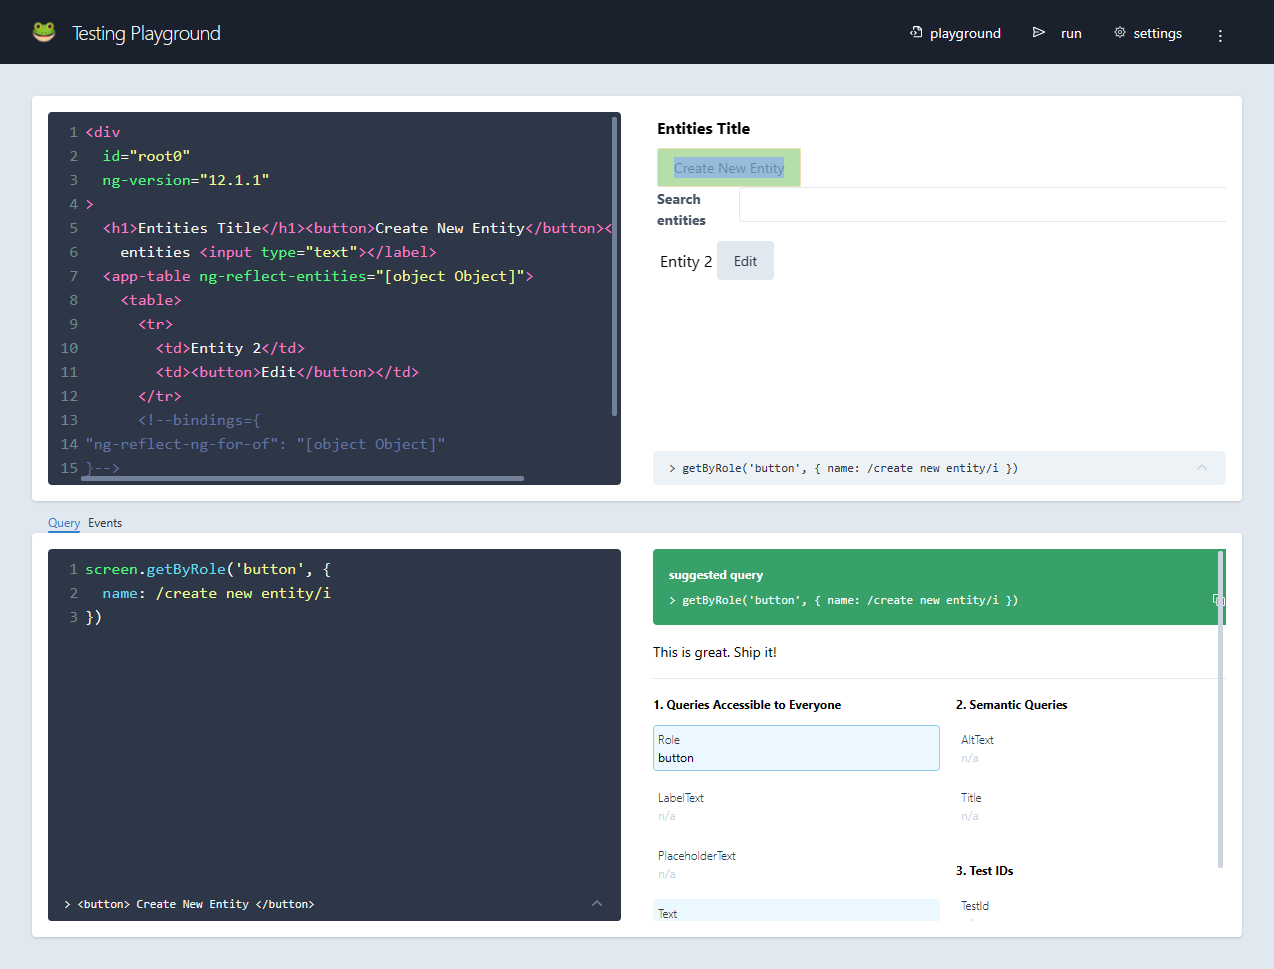 Testing Playground
playground
run
settings
1 <div
2 id="root0"
3 ng-version="12.1.1"
4 >
5 <h1>Entities Title</h1><button>Create New Entity</button><
6 entities <input type="text"></label>
7 <app-table ng-reflect-entities="[object Object]">
8 <table>
9 <tr>
10 <td>Entity 2</td>
11 <td><button>Edit</button></td>
12 </tr>
13 <!--bindings={
14 "ng-reflect-ng-for-of": "[object Object]"
15 }-->
Entities Title
Create New Entity
Search
entities
Entity 2 Edit
> getByRole('button', { name: /create new entity/i })
Query Events
1 screen.getByRole('button', {
2 name: /create new entity/i
3 })
> <button> Create New Entity </button>
suggested query
> getByRole('button', { name: /create new entity/i })
This is great. Ship it!
1. Queries Accessible to Everyone
Role
button
LabelText
n/a
PlaceholderText
n/a
Text
2. Semantic Queries
AltText
n/a
Title
n/a
3. Test IDs
TestId